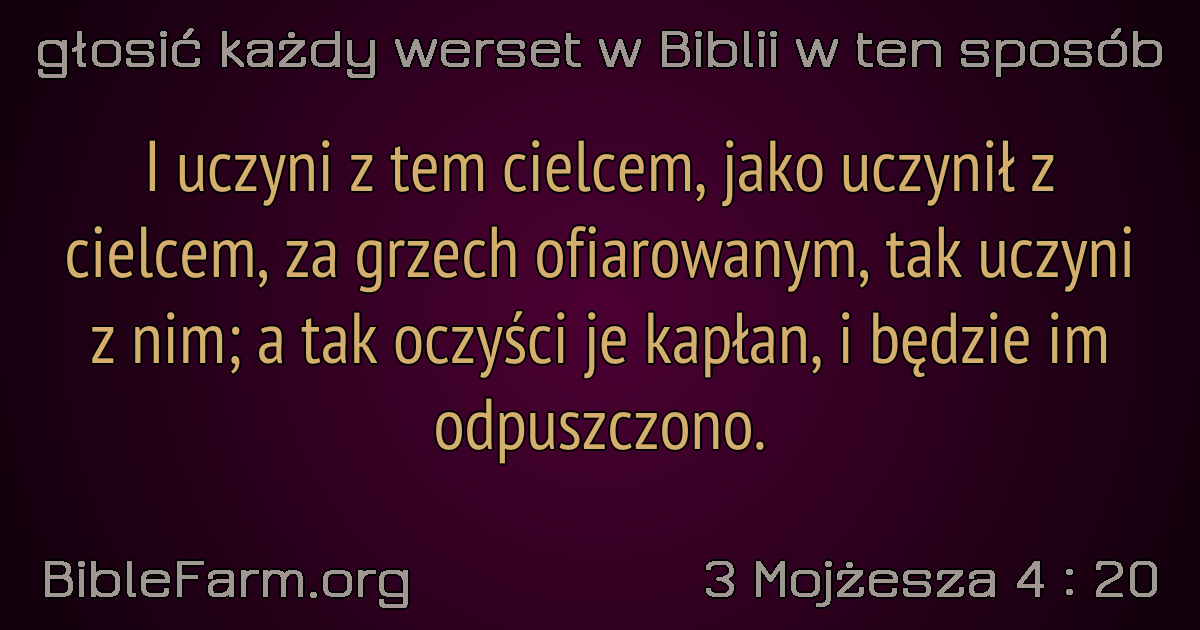 głosić każdy werset w Biblii w ten sposób
I uczyni z tem cielcem, jako uczynił z
cielcem, za grzech ofiarowanym, tak uczyni
z nim; a tak oczyści je kapłan, i będzie im
odpuszczono.
BibleFarm.org
3 Mojżesza 4 : 20